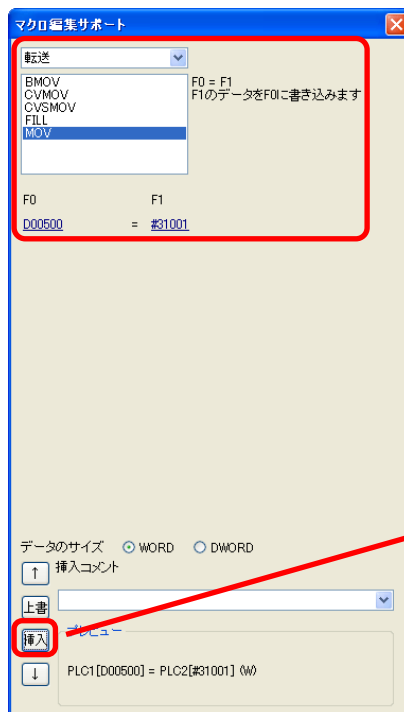 マクロ編集サポート
転送
BMOV
CVMOV
CVSMOV
FILL
MOV
F0 = F1
F1のデータをF0に書き込みます
F0 F1
D00500 = #31001
データのサイズ WORD DWORD
↑ 挿入コメント
上書
挿入
プレビュー
↓
PLC1[D00500] = PLC2[#31001] (W)